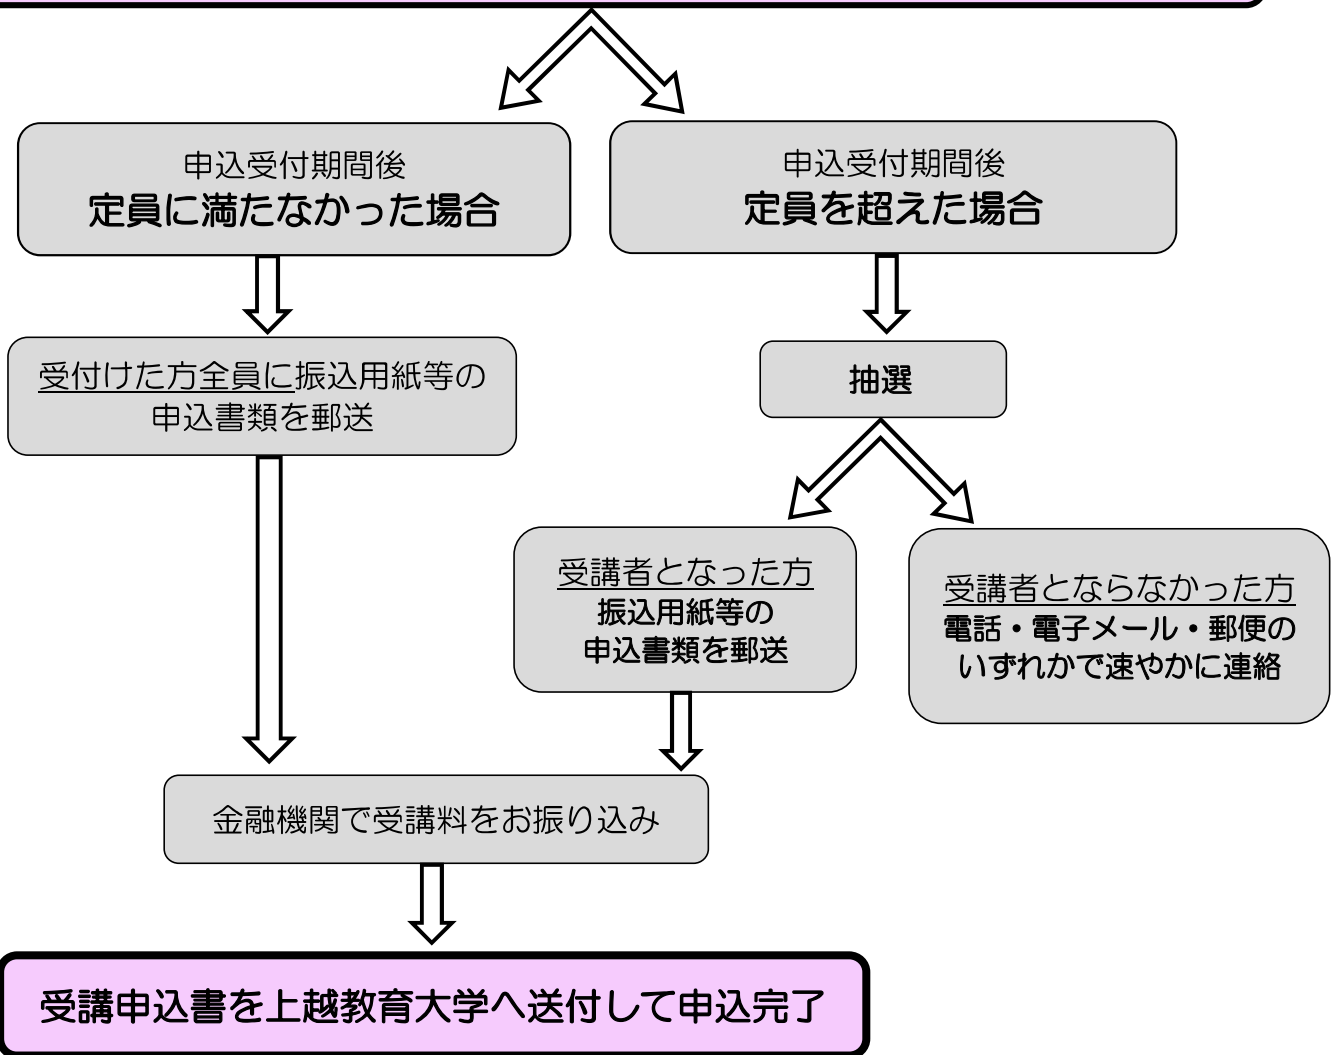 申込受付期間後
定員に満たなかった場合
申込受付期間後
定員を超えた場合
受付けた方全員に振込用紙等の
申込書類を郵送
抽選
受講者となった方
振込用紙等の
申込書類を郵送
受講者とならなかった方
電話・電子メール・郵便の
いずれかで速やかに連絡
金融機関で受講料をお振り込み
受講申込書を上越教育大学へ送付して申込完了